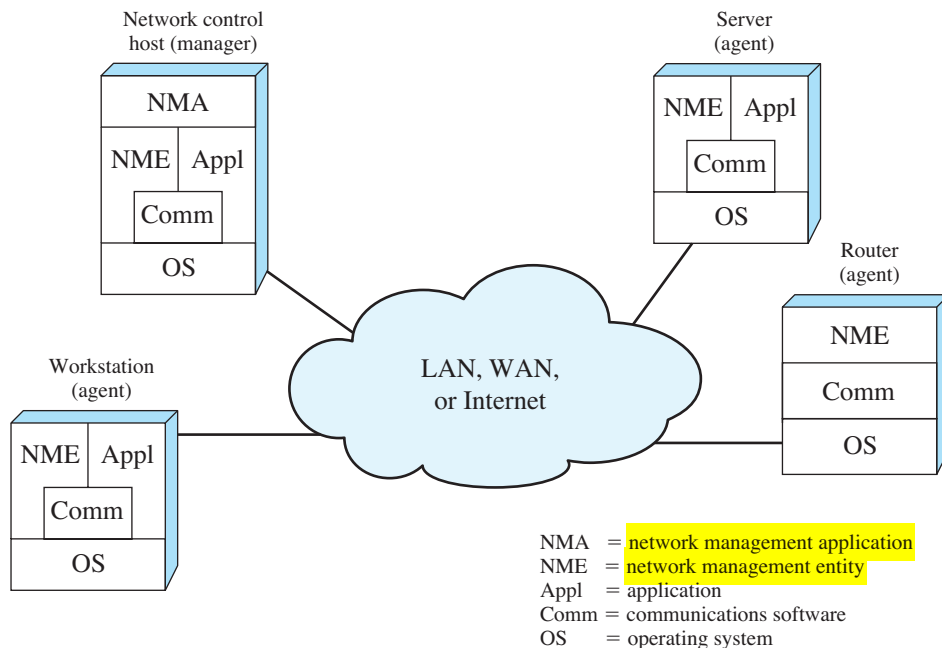 Network control
host (manager)
NMA
NME Appl
Comm
OS
Server
(agent)
NME Appl
Comm
OS
Router
(agent)
NME
Comm
OS
LAN, WAN,
or Internet
Workstation
(agent)
NME Appl
Comm
OS
NMA = network management application
NME = network management entity
Appl = application
Comm = communications software
OS = operating system